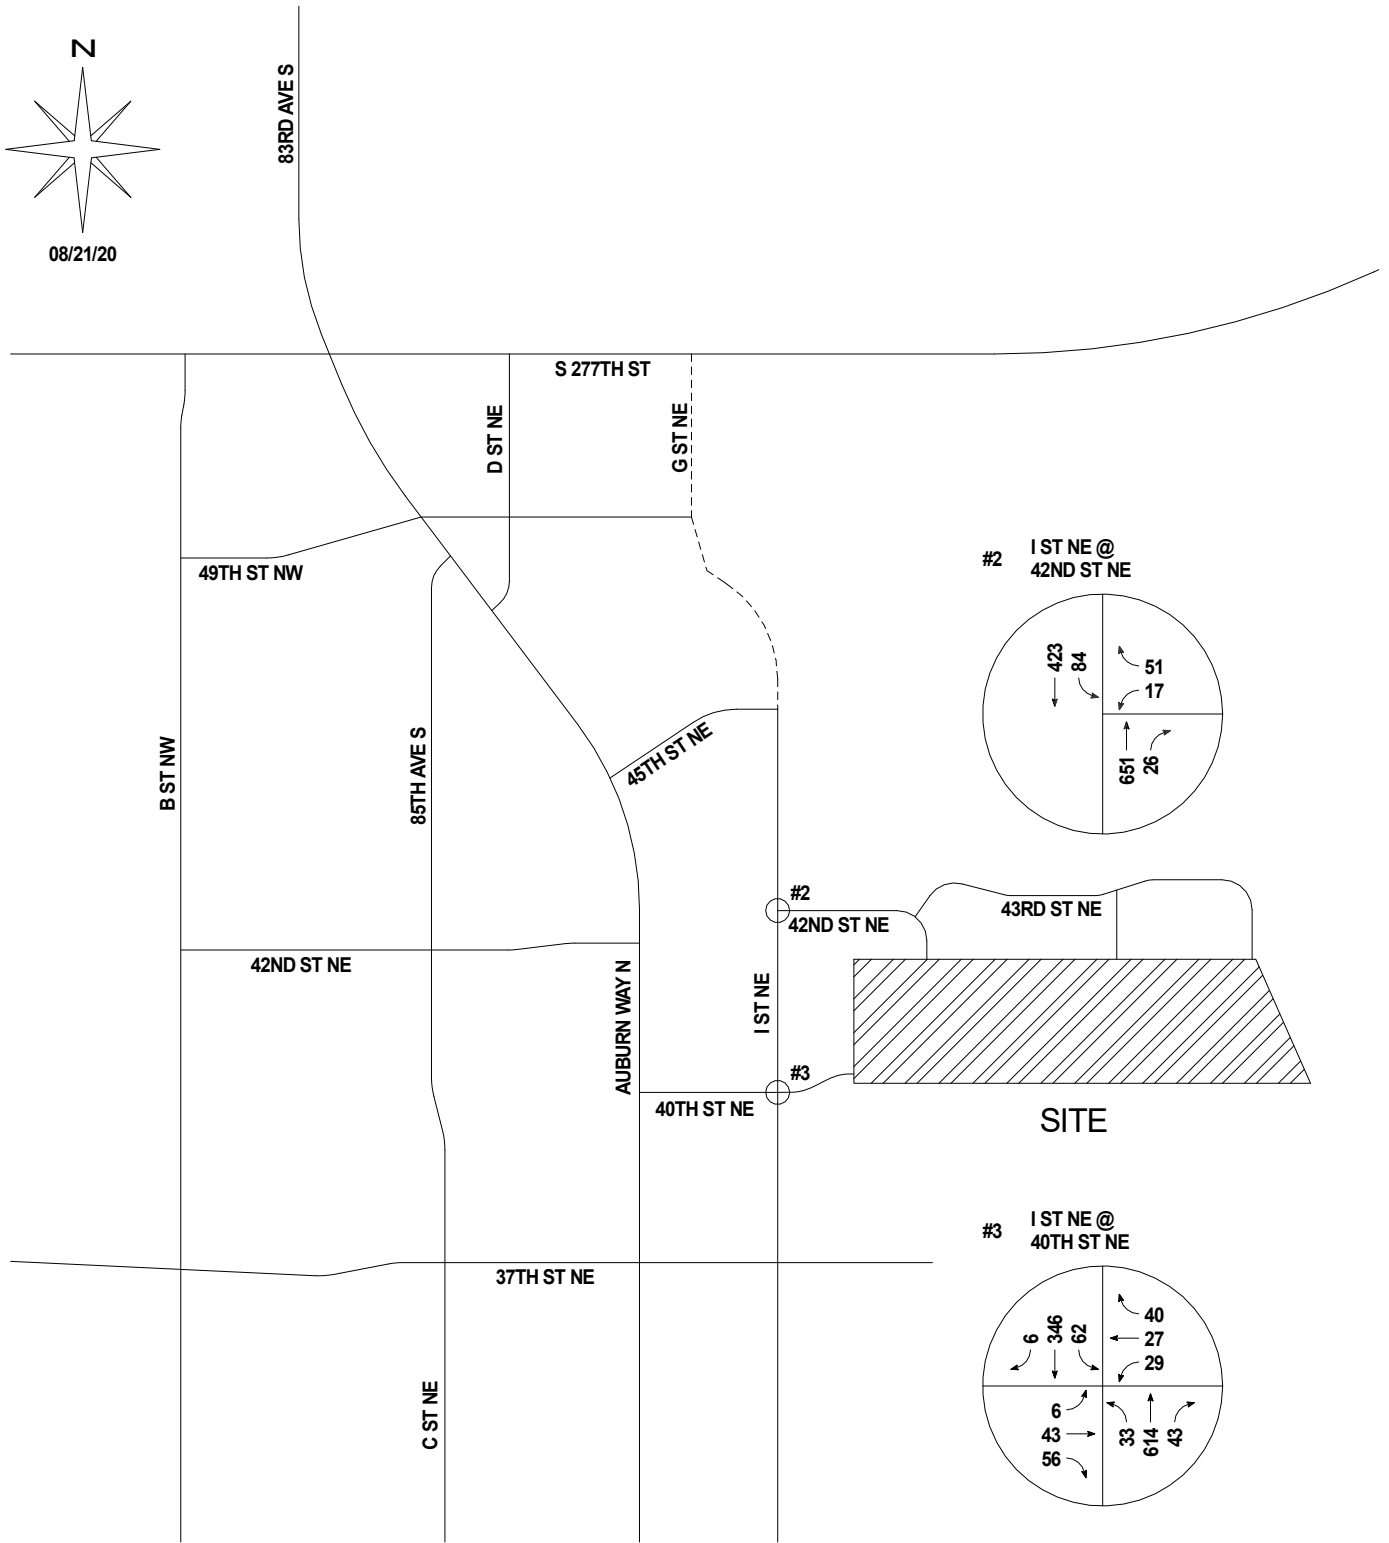 N
83RD AVE S
08/21/20
S 277TH ST
D ST NE
G ST NE
#2
I ST NE @
42ND ST NE
49TH ST NW
423
84
51
17
651
26
45TH ST NE
B ST NW
85TH AVE S
#2
42ND ST NE
43RD ST NE
42ND ST NE
AUBURN WAY N
I ST NE
#3
40TH ST NE
SITE
#3
I ST NE @
40TH ST NE
37TH ST NE
6
346
62
40
27
29
6
43
56
33
614
43
C ST NE